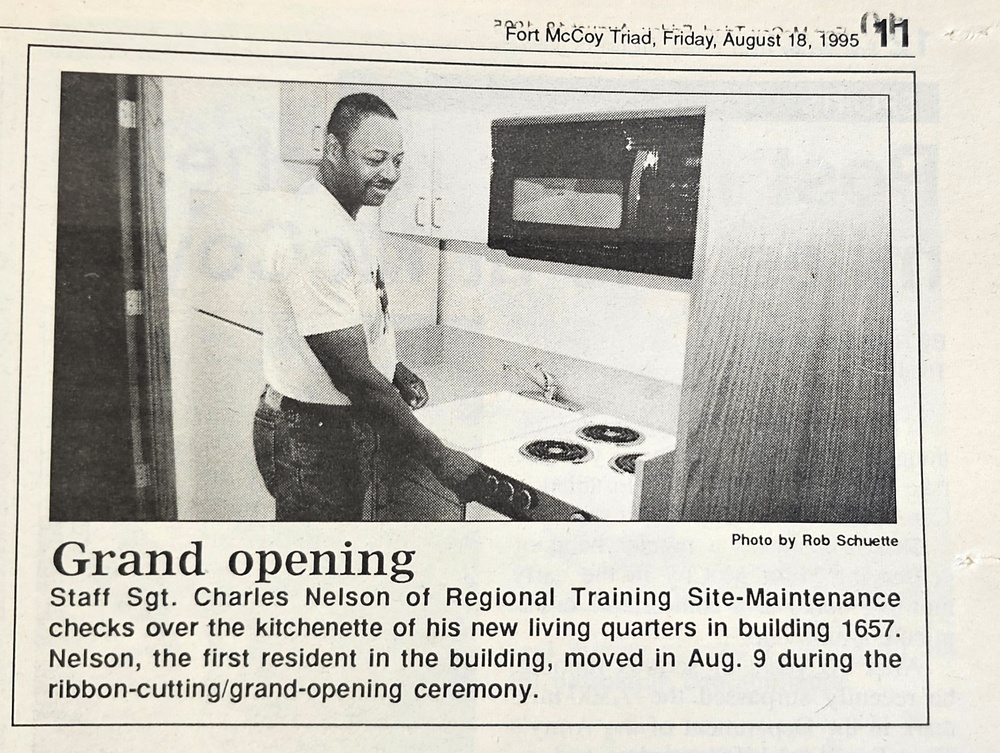 Fort McCoy Triad, Friday, August 18, 1995 11
Photo by Rob Schuette
Grand opening
Staff Sgt. Charles Nelson of Regional Training Site-Maintenance
checks over the kitchenette of his new living quarters in building 1657.
Nelson, the first resident in the building, moved in Aug. 9 during the
ribbon-cutting/grand-opening ceremony.